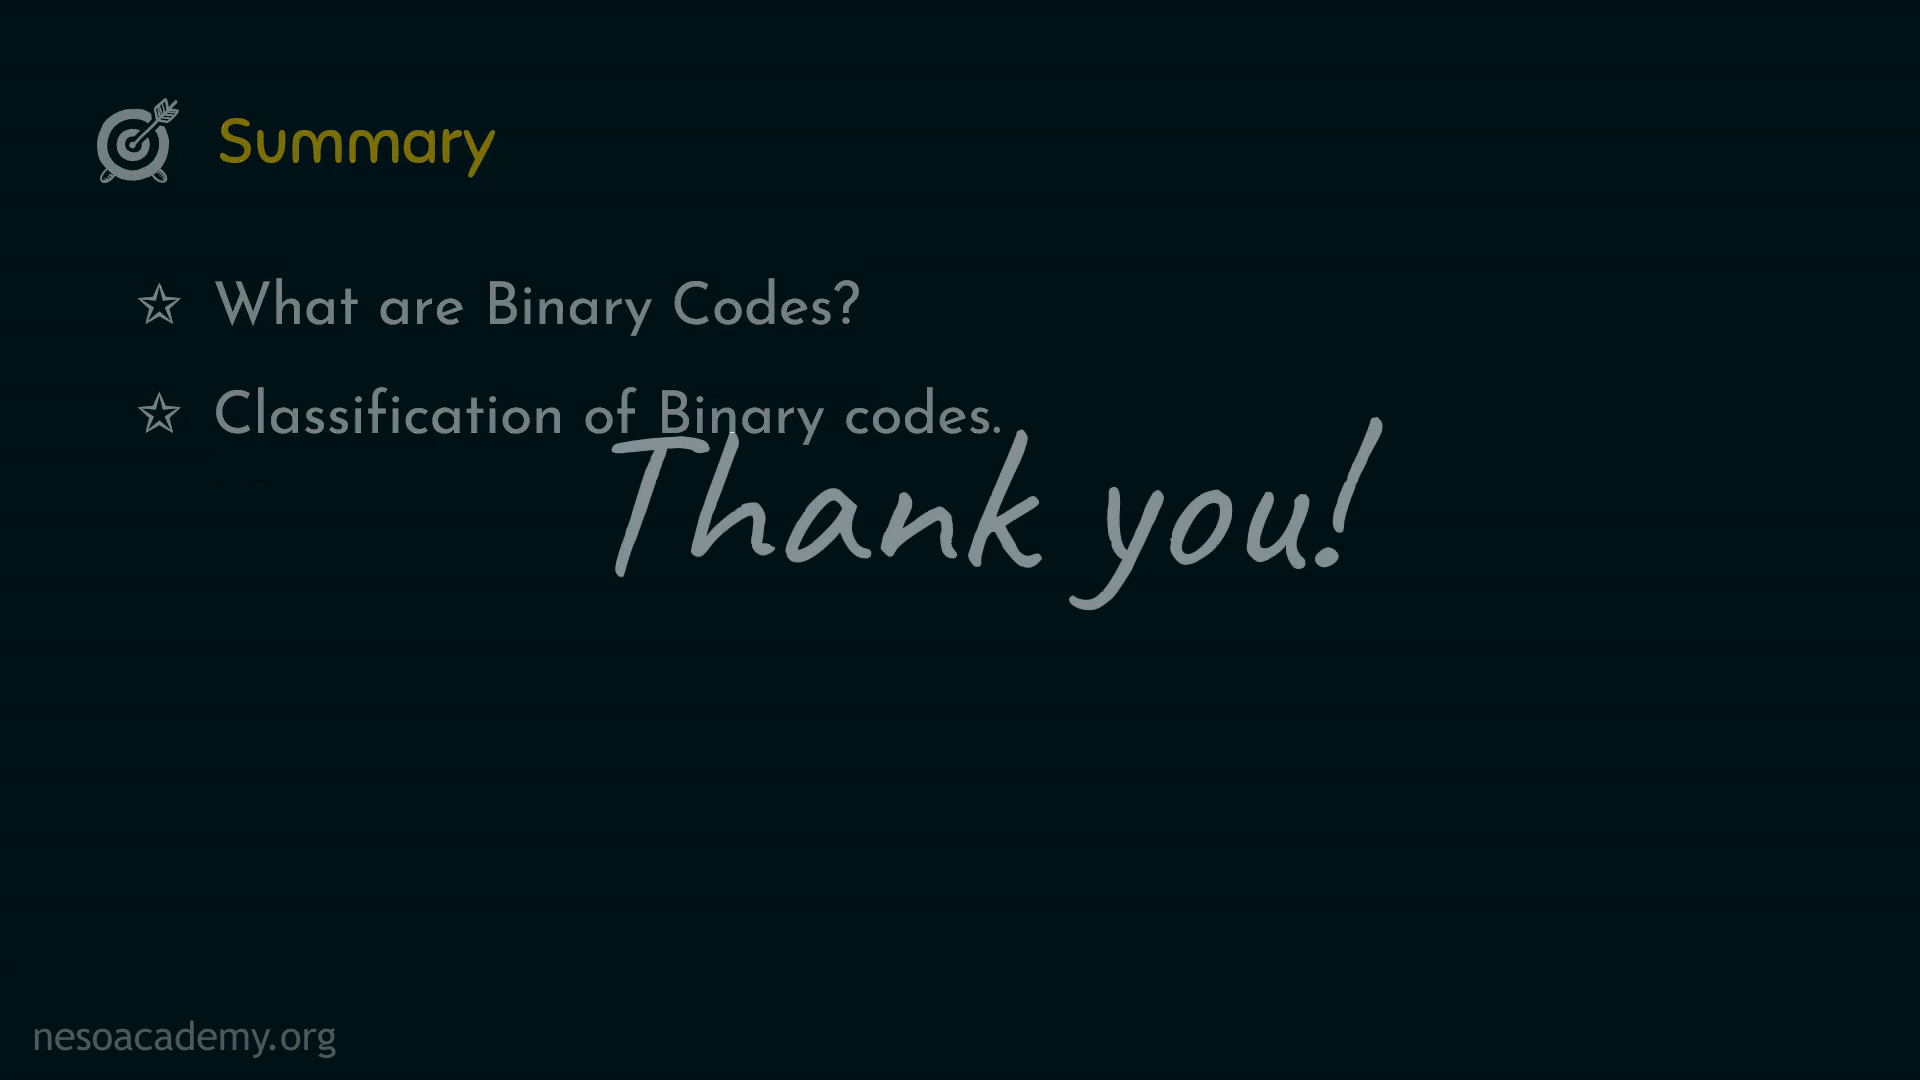 Summary
☆ What are Binary Codes?
☆ Classification of Binary codes.
Thank you!
nesoacademy.org